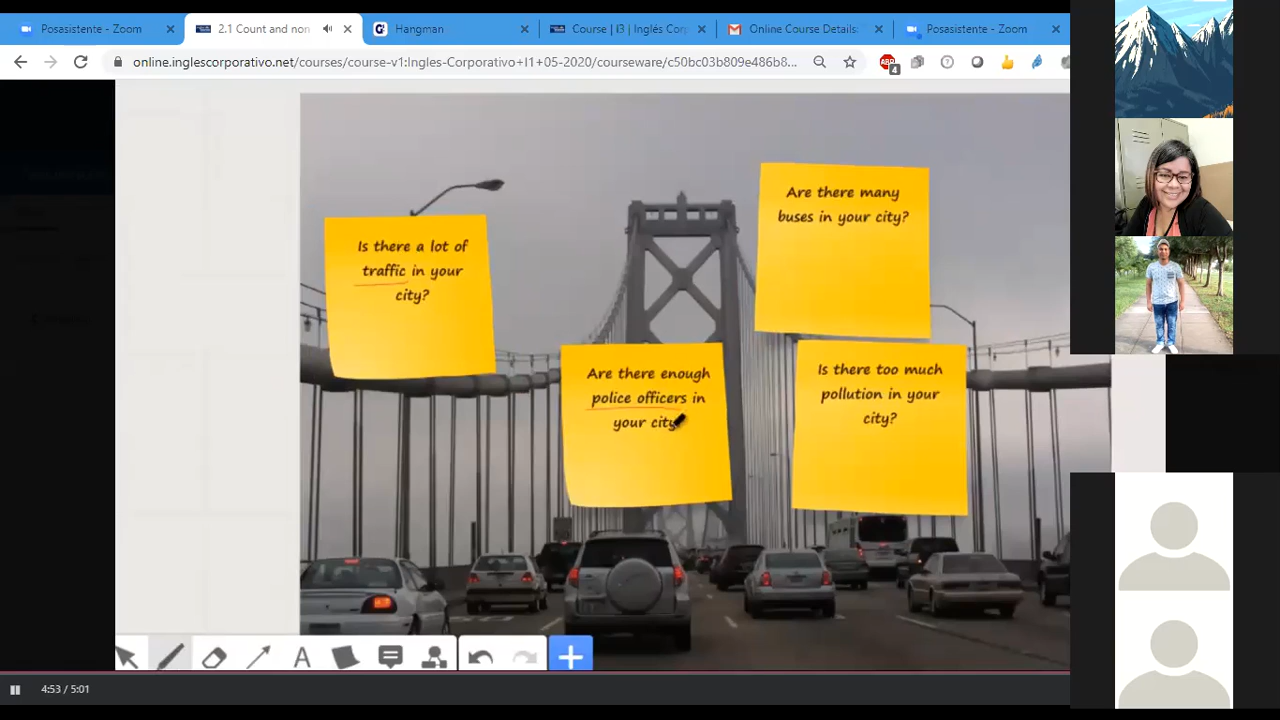 Posasistente - Zoom
2.1 Count and non
Hangman
Course | I3 | Inglés Corp
Online Course Details
Posasistente - Zoom
online.inglescorporativo.net/courses/course-v1:Ingles-Corporativo+I1+05-2020/courseware/c50bc03b809e486b8...
ABP
4
Is there a lot of
traffic in your
city?
Are there enough
police officers in
your city
Are there many
buses in your city?
Is there too much
pollution in your
city?
A
4:53 / 5:01